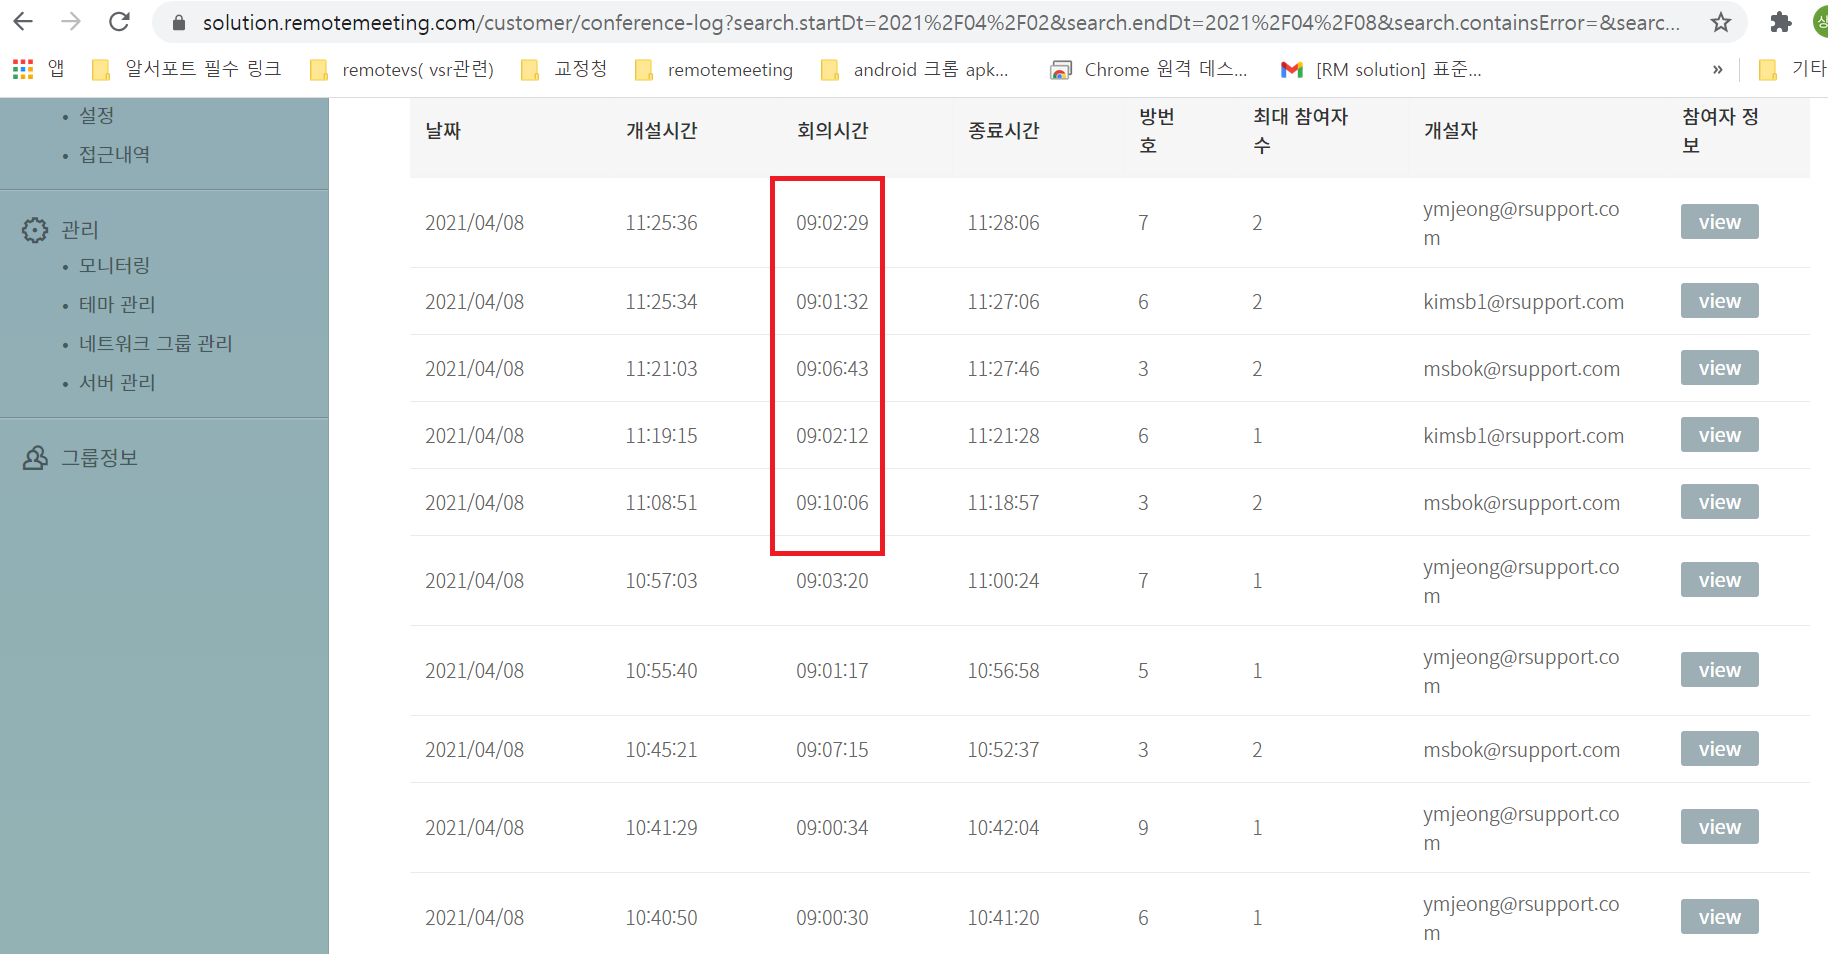 solution.remotemeeting.com/customer/conference-log?search.startDt=2021%2F04%2F02&search.endDt=2021%2F04%2F08&search.containsError=&searc...
앱 알서포트 필수 링크 remotevs( vsr관련) 교정청 remotemeeting android 크롬 apk... Chrome 원격 데스... [RM solution] 표준... » 기타
설정
접근내역
관리
모니터링
테마 관리
네트워크 그룹 관리
서버 관리
그룹정보
날짜 개설시간 회의시간 종료시간 방번호 최대 참여자 수 개설자 참여자 정보
2021/04/08 11:25:36 09:02:29 11:28:06 7 2 ymjeong@rsupport.com view
2021/04/08 11:25:34 09:01:32 11:27:06 6 2 kimsb1@rsupport.com view
2021/04/08 11:21:03 09:06:43 11:27:46 3 2 msbok@rsupport.com view
2021/04/08 11:19:15 09:02:12 11:21:28 6 1 kimsb1@rsupport.com view
2021/04/08 11:08:51 09:10:06 11:18:57 3 2 msbok@rsupport.com view
2021/04/08 10:57:03 09:03:20 11:00:24 7 1 ymjeong@rsupport.com view
2021/04/08 10:55:40 09:01:17 10:56:58 5 1 ymjeong@rsupport.com view
2021/04/08 10:45:21 09:07:15 10:52:37 3 2 msbok@rsupport.com view
2021/04/08 10:41:29 09:00:34 10:42:04 9 1 ymjeong@rsupport.com view
2021/04/08 10:40:50 09:00:30 10:41:20 6 1 ymjeong@rsupport.com view